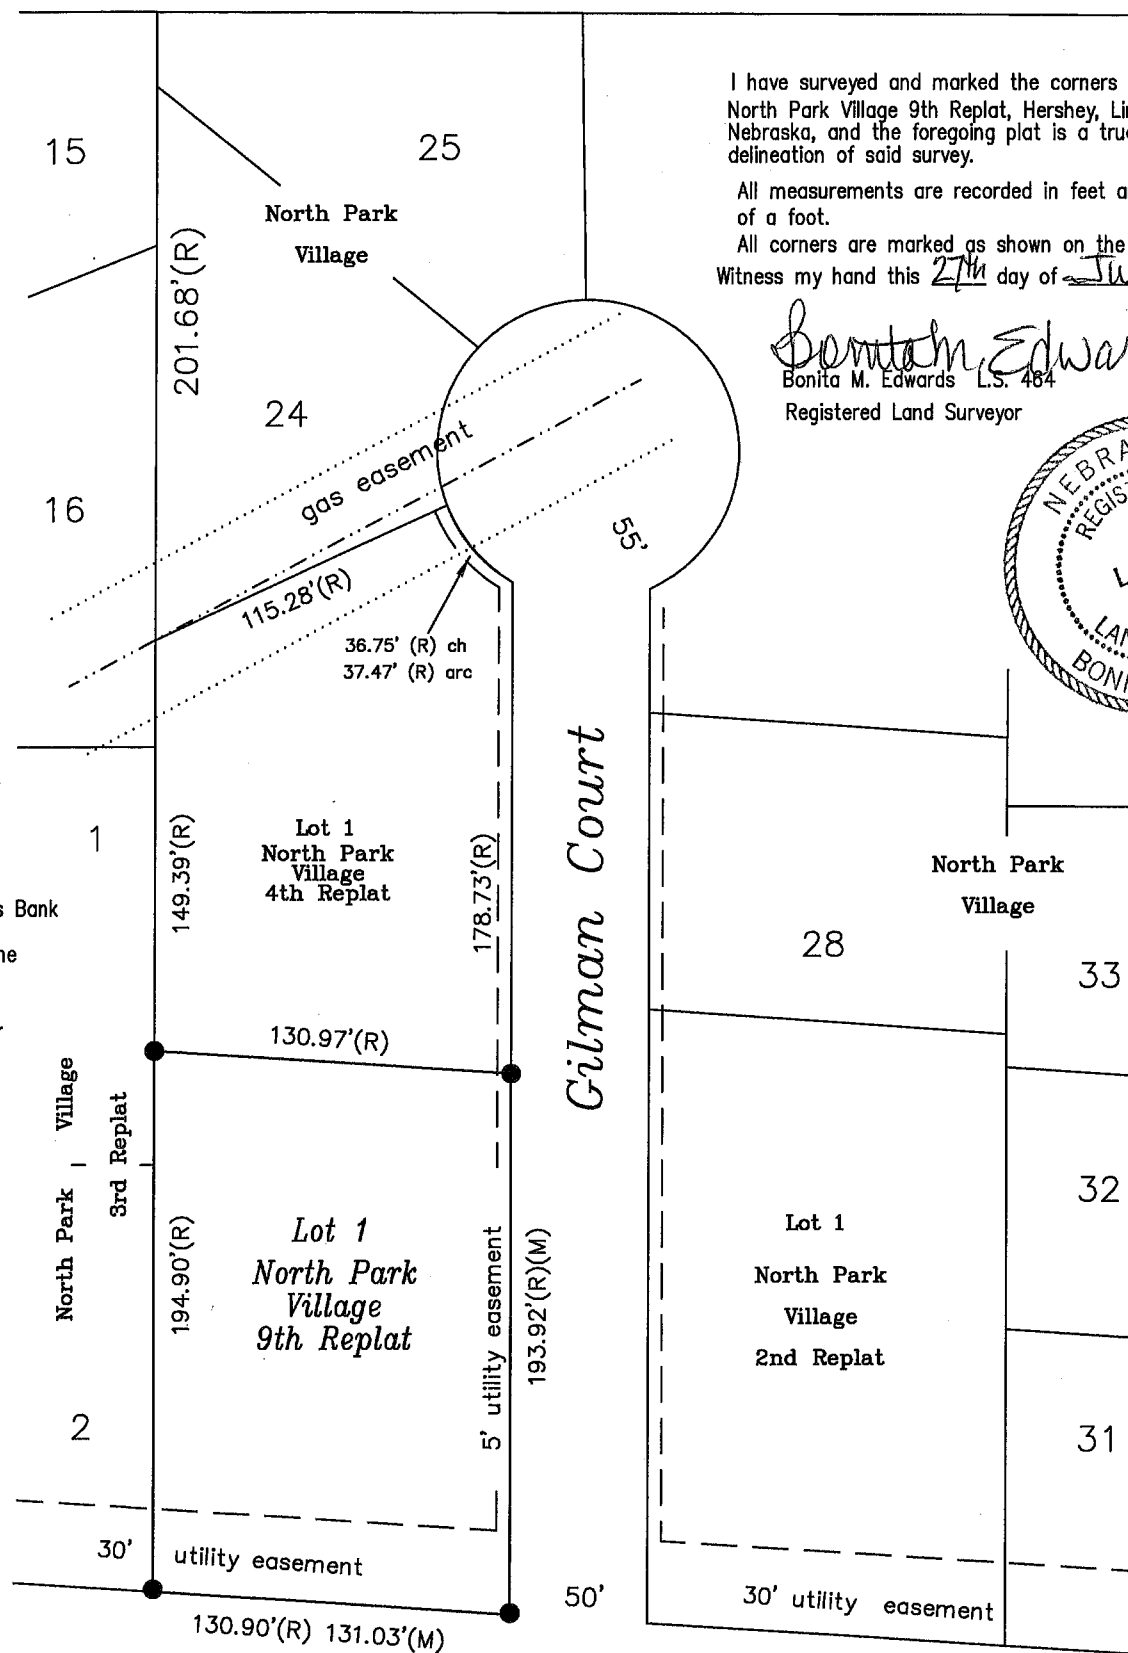 I have surveyed and marked the corners
North Park Village 9th Replat, Hershey,
Nebraska, and the foregoing plat is a
delineation of said survey.
All measurements are recorded in feet
of a foot.
All corners are marked as shown on the
Witness my hand this 27th day of
Bonita M. Edwards
Bonita M. Edwards L.S. 464
Registered Land Surveyor
15
25
North Park
Village
201.68'(R)
24
16
gas easement
55'
115.28'(R)
36.75' (R) ch
37.47' (R) arc
Gilman Court
1
149.39'(R)
Lot 1
North Park
Village
4th Replat
178.73'(R)
Bank
North Park
Village
28
33
130.97'(R)
North Park Village
3rd Replat
32
194.90'(R)
Lot 1
North Park
Village
9th Replat
5' utility easement
193.92'(R)(M)
Lot 1
North Park
Village
2nd Replat
2
31
30' utility easement
50'
30' utility easement
130.90'(R) 131.03'(M)